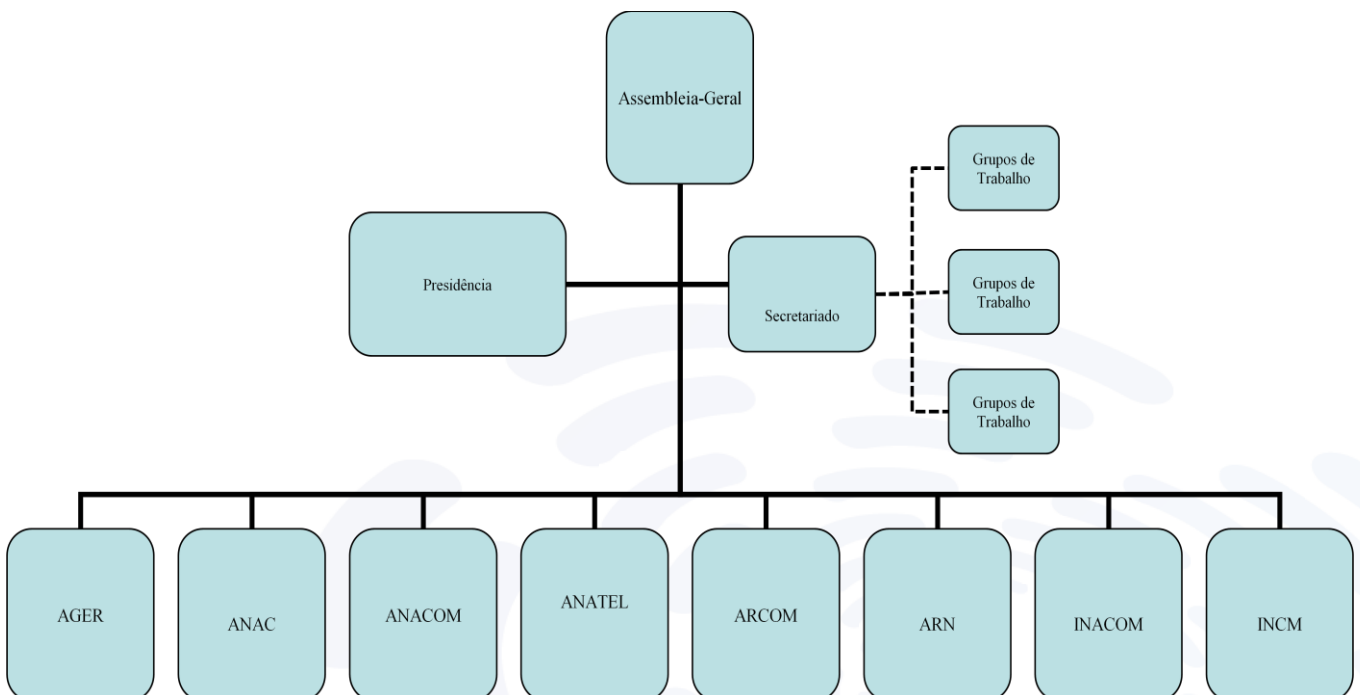 Assembleia-Geral
Grupos de
Trabalho
Presidência
Secretariado
Grupos de
Trabalho
Grupos de
Trabalho
AGER
ANAC
ANACOM
ANATEL
ARCOM
ARN
INACOM
INCM